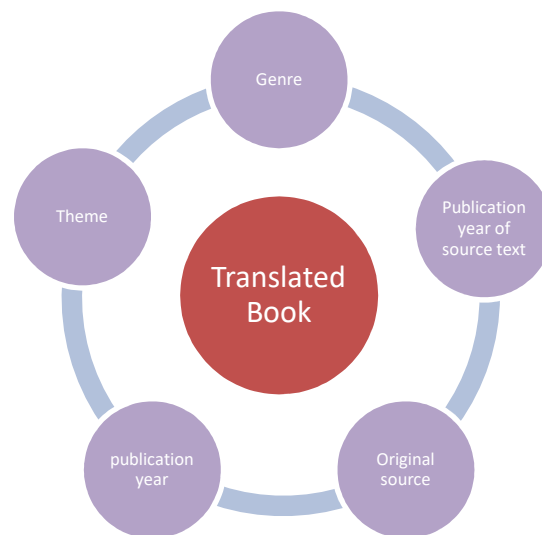 Genre
Publication
year of
source text
Theme
Translated
Book
publication
year
Original
source